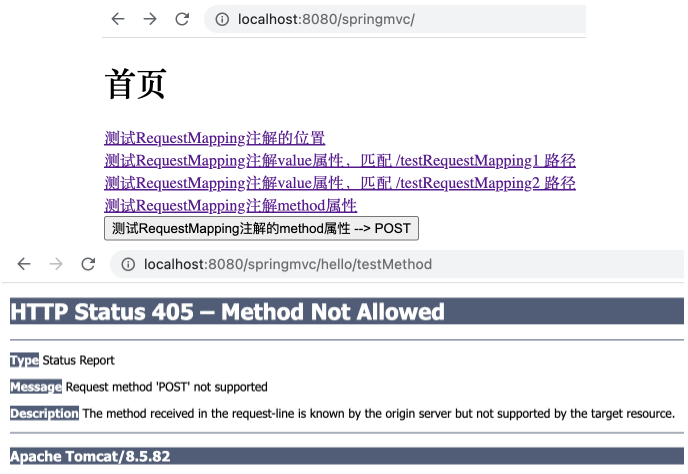 localhost:8080/springmvc/
首页
测试RequestMapping注解的位置
测试RequestMapping注解value属性，匹配 /testRequestMapping1 路径
测试RequestMapping注解value属性，匹配 /testRequestMapping2 路径
测试RequestMapping注解method属性
测试RequestMapping注解的method属性 --> POST
localhost:8080/springmvc/hello/testMethod
HTTP Status 405 – Method Not Allowed
Type Status Report
Message Request method 'POST' not supported
Description The method received in the request-line is known by the origin server but not supported by the target resource.
Apache Tomcat/8.5.82